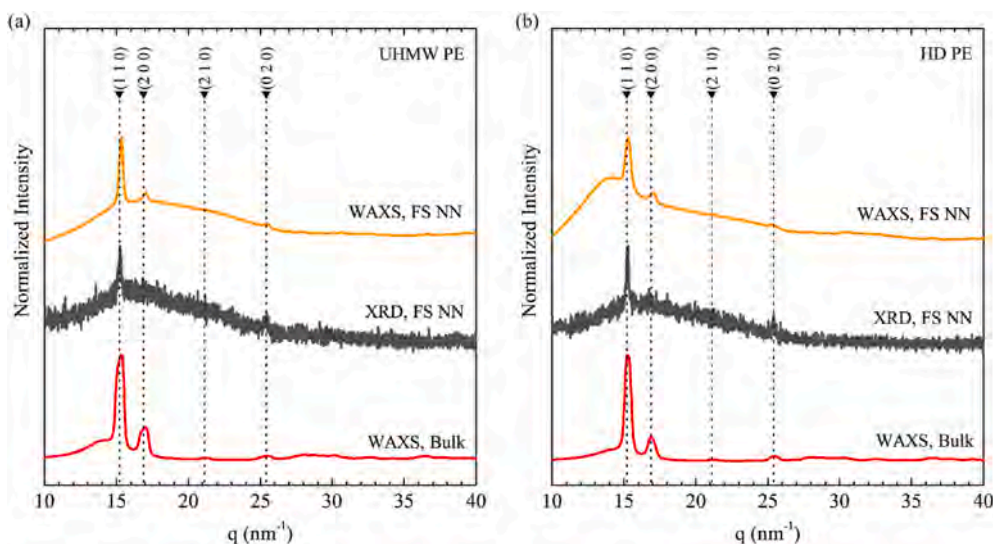 (a)
UHMW PE
(1 1 0)
(2 0 0)
(2 1 0)
(0 2 0)
WAXS, FS NN
XRD, FS NN
WAXS, Bulk
Normalized Intensity
10 15 20 25 30 35 40
q (nm⁻¹)
(b)
HD PE
(1 1 0)
(2 0 0)
(2 1 0)
(0 2 0)
WAXS, FS NN
XRD, FS NN
WAXS, Bulk
Normalized Intensity
10 15 20 25 30 35 40
q (nm⁻¹)